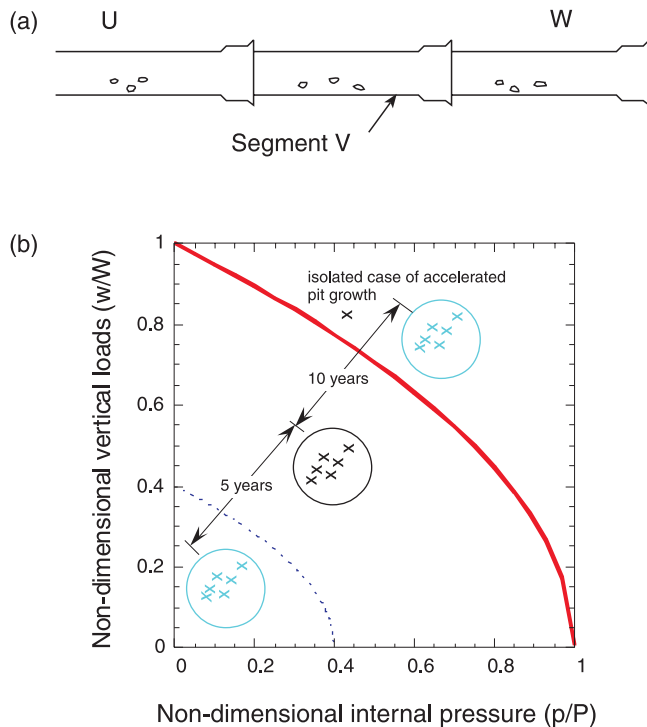 (a)
U
W
Segment V
(b)
Non-dimensional vertical loads (w/W)
1
0.8
0.6
0.4
0.2
0
isolated case of accelerated
pit growth
10 years
5 years
0
0.2
0.4
0.6
0.8
1
Non-dimensional internal pressure (p/P)